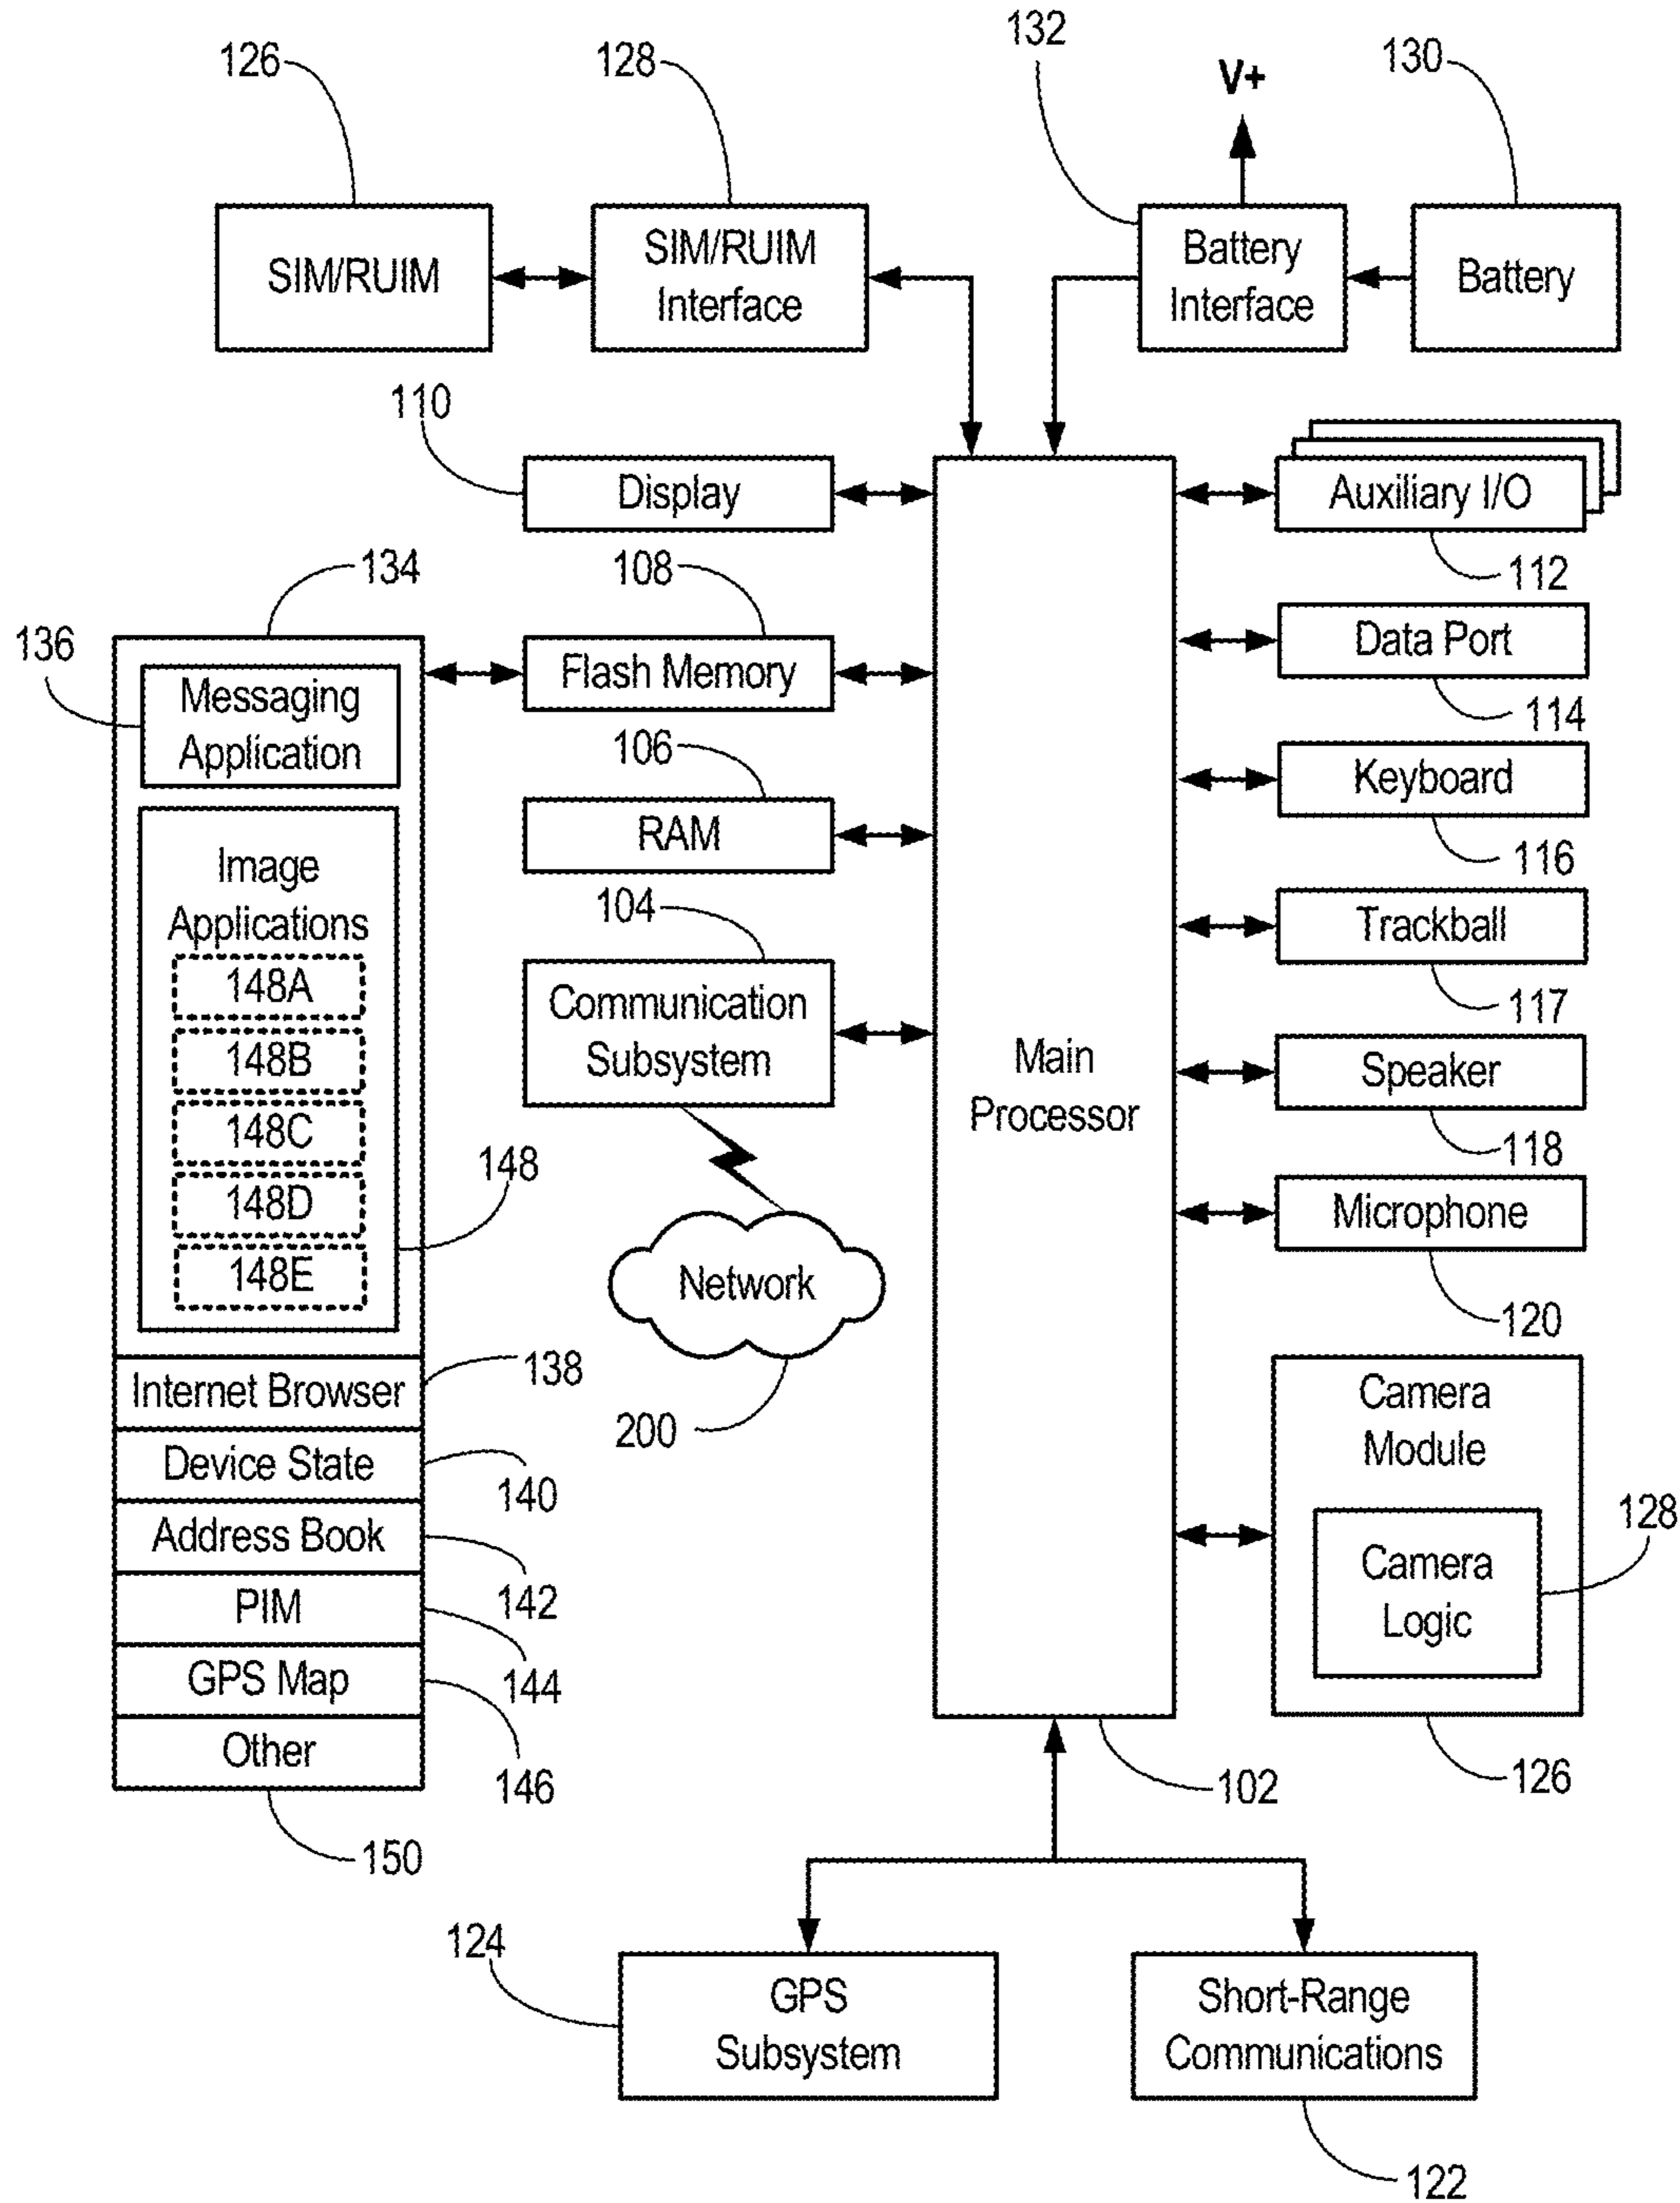 132
126
128
V+
130
SIM/RUIM
SIM/RUIM
Interface
Battery
Interface
Battery
110
Display
Auxiliary I/O
134
108
112
136
Messaging
Application
Flash Memory
Data Port
114
106
Keyboard
RAM
116
Image
Applications
104
Trackball
148A
Communication
Subsystem
117
148B
Main
Processor
Speaker
148C
148
118
148D
Microphone
148E
Network
120
138
Internet Browser
200
Camera
Module
Device State
140
128
Address Book
Camera
Logic
142
PIM
144
GPS Map
146
Other
102
126
150
124
GPS
Subsystem
Short-Range
Communications
122